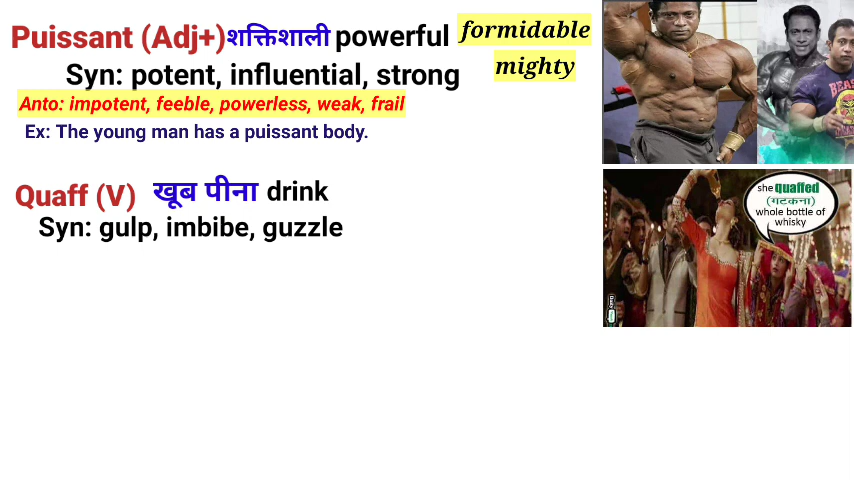 Puissant (Adj+) शक्तिशाली powerful formidable
mighty
Syn: potent, influential, strong
Anto: impotent, feeble, powerless, weak, frail
Ex: The young man has a puissant body.
Quaff (V) खूब पीना drink
Syn: gulp, imbibe, guzzle
she quaffed
(गटकना)
whole bottle of
whisky